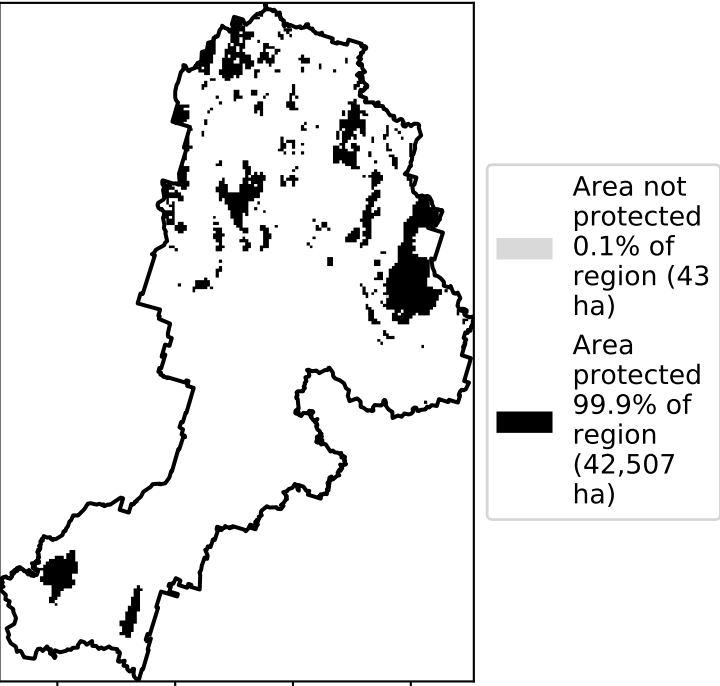 Area not
protected
0.1% of
region (43
ha)
Area
protected
99.9% of
region
(42,507
ha)